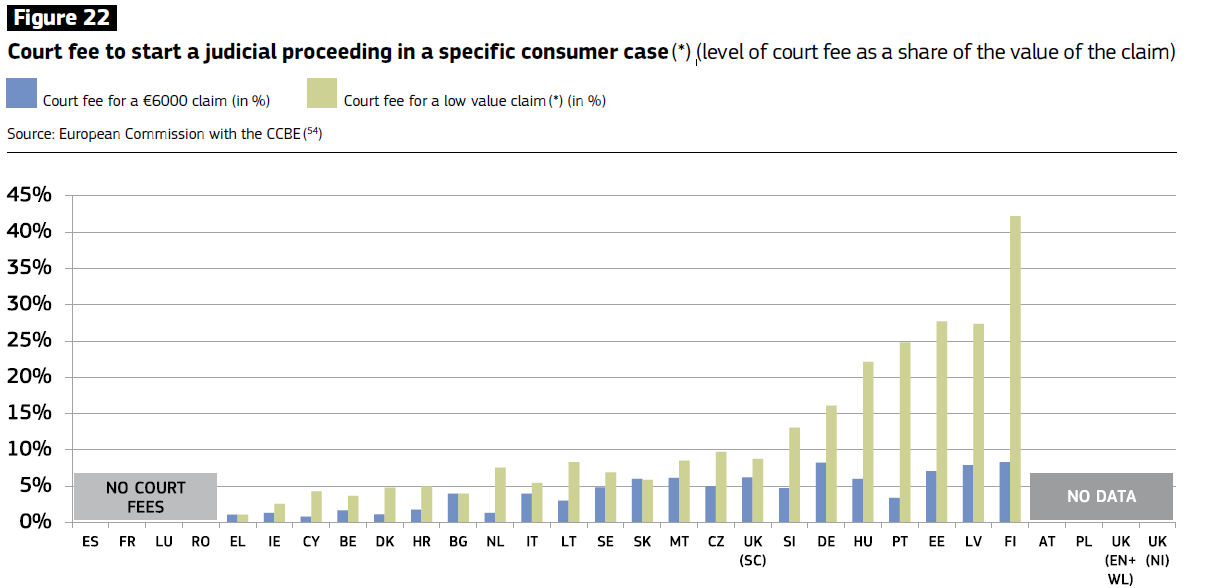 Figure 22
Court fee to start a judicial proceeding in a specific consumer case (*) (level of court fee as a share of the value of the claim)
Court fee for a €6000 claim (in %) Court fee for a low value claim (*) (in %)
Source: European Commission with the CCBE (54)
45%
40%
35%
30%
25%
20%
15%
10%
5%
0%
NO COURT
FEES
NO DATA
ES FR LU RO EL IE CY BE DK HR BG NL IT LT SE SK MT CZ UK SI DE HU PT EE LV FI AT PL UK UK
(SC) (EN+ (NI)
WL)